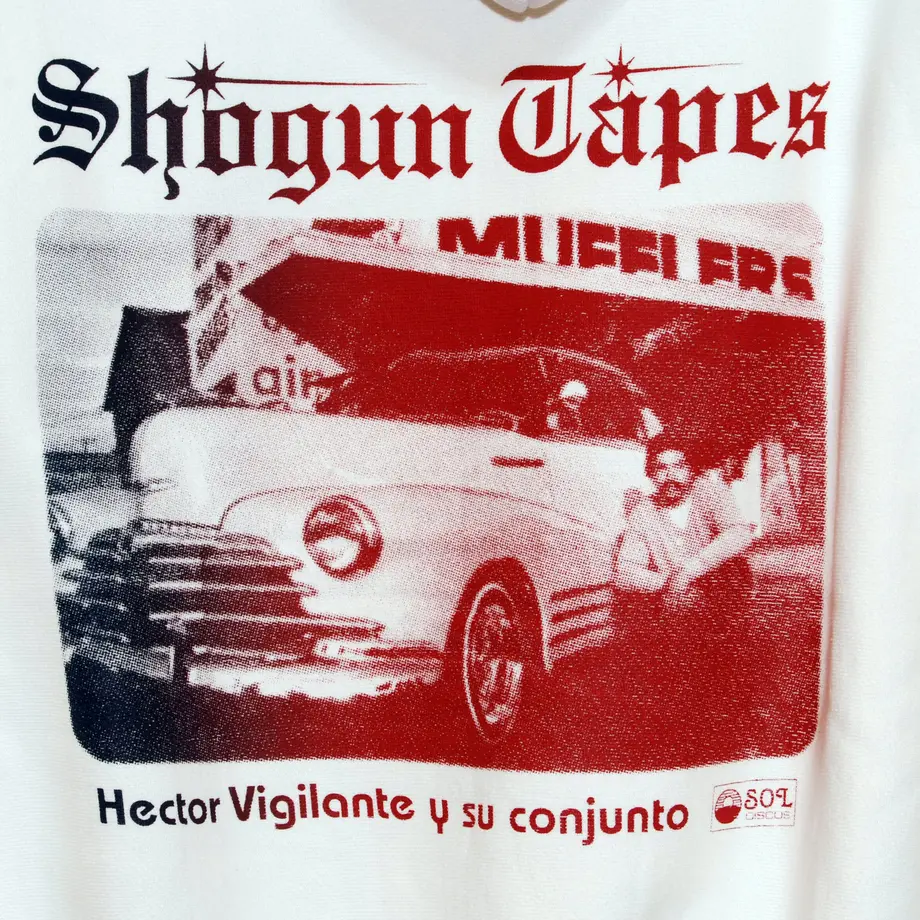 Shogun Tapes
MUFFLERS
air
Hector Vigilante y su conjunto
SOL
DISCUS